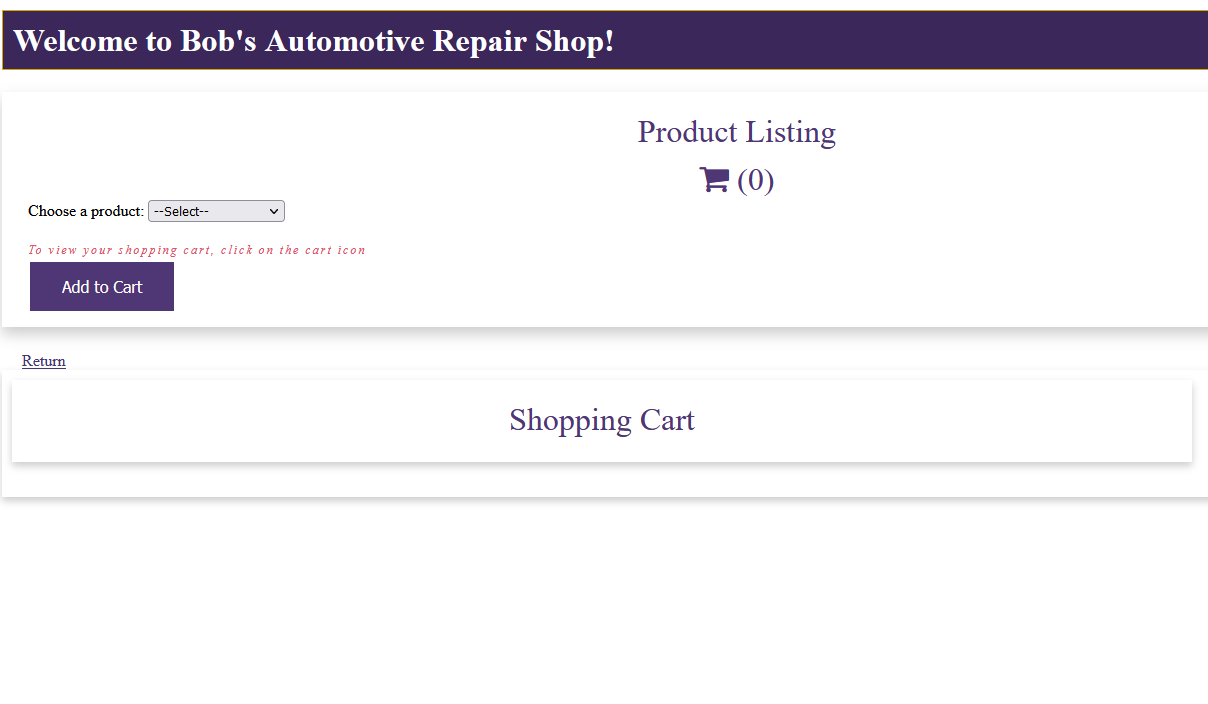 Welcome to Bob's Automotive Repair Shop!
Product Listing
(0)
Choose a product: --Select--
To view your shopping cart, click on the cart icon
Add to Cart
Return
Shopping Cart